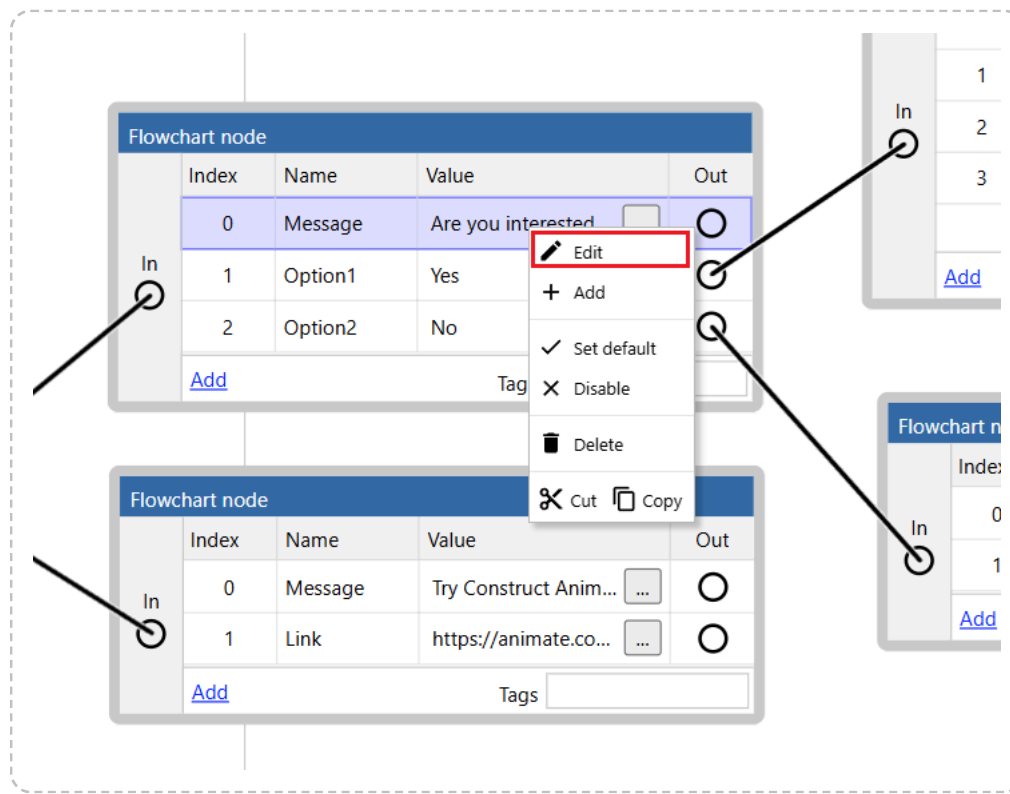 Flowchart node
Index Name Value Out
0 Message Are you interested
In
1 Option1 Yes
2 Option2 No
Add Tag
Edit
Add
Set default
Disable
Delete
Cut Copy
Flowchart node
Index Name Value Out
0 Message Try Construct Anim... ...
In
1 Link https://animate.co... ...
Add Tags
1
In
2
3
Add
Flowchart n
Index
0
In
1
Add